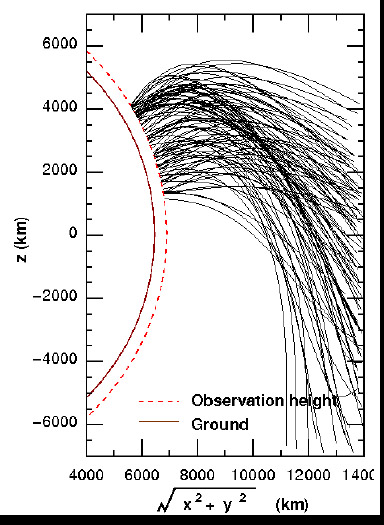 6000
4000
2000
0
−2000
−4000
−6000
z (km)
Observation height
Ground
4000 6000 8000 10000 12000 1400
√ x² + y² (km)